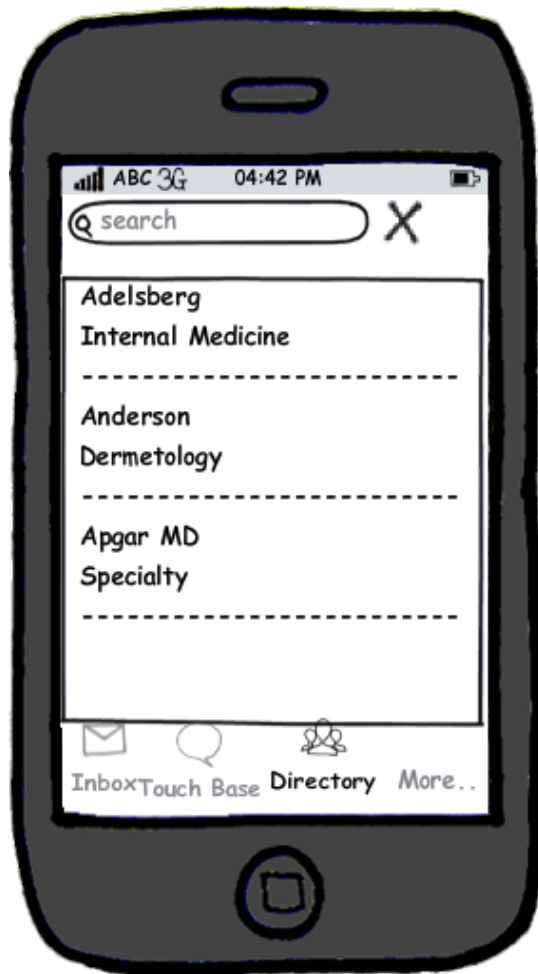 ABC 3G 04:42 PM
search
Adelsberg
Internal Medicine
Anderson
Dermetology
Apgar MD
Specialty
Inbox Touch Base Directory More..